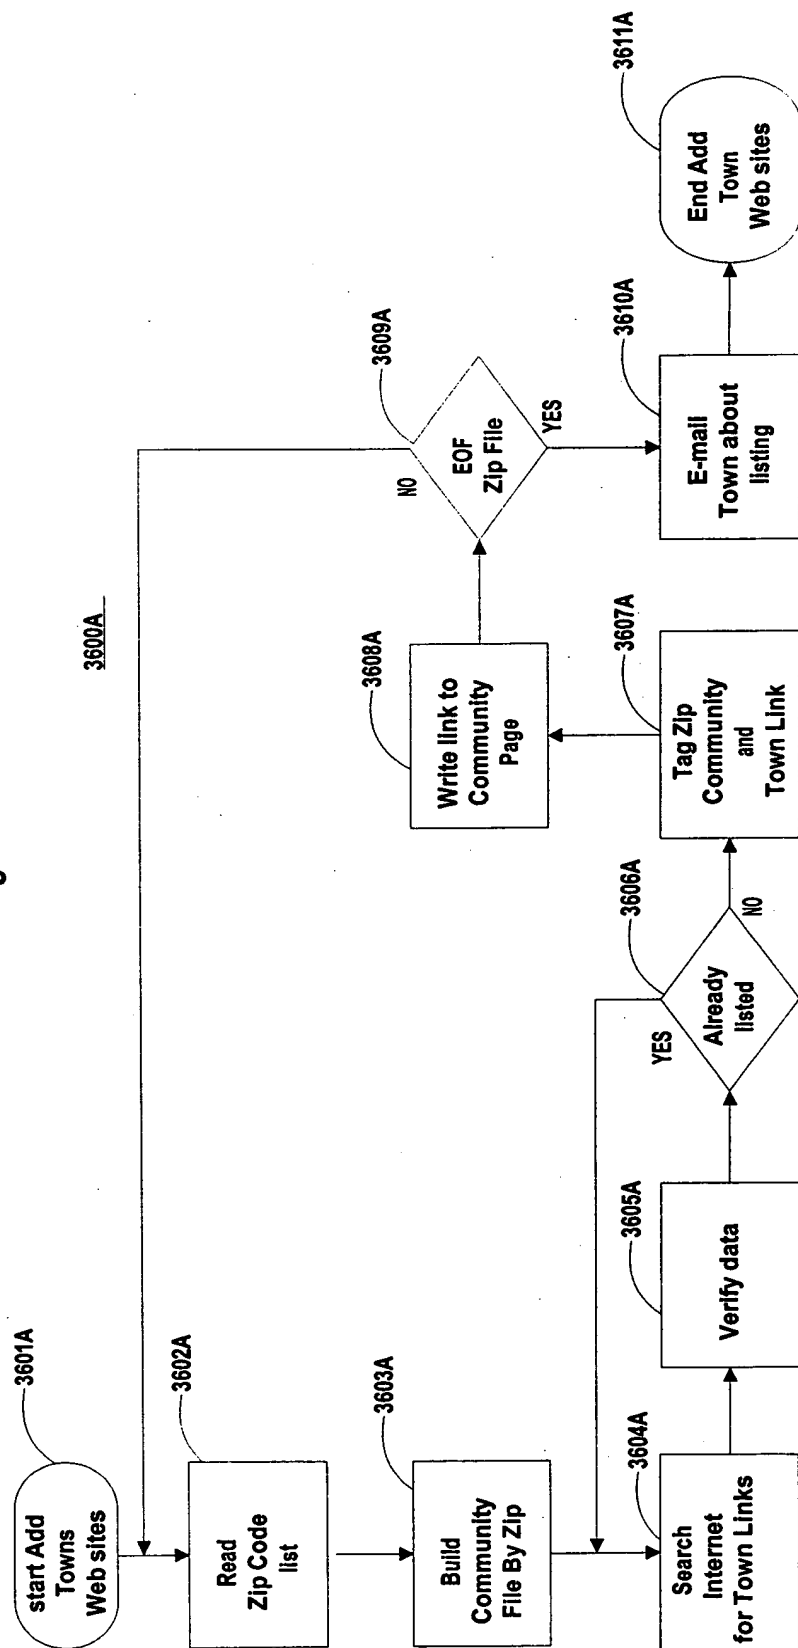 3600A
3601A
start Add
Towns
Web sites
3602A
Read
Zip Code
list
3603A
Build
Community
File By Zip
3604A
Search
Internet
for Town Links
3605A
Verify data
3606A
Already
listed
YES
NO
3607A
Tag Zip
Community
and
Town Link
3608A
Write link to
Community
Page
3609A
EOF
Zip File
NO
YES
3610A
E-mail
Town about
listing
3611A
End Add
Town
Web sites